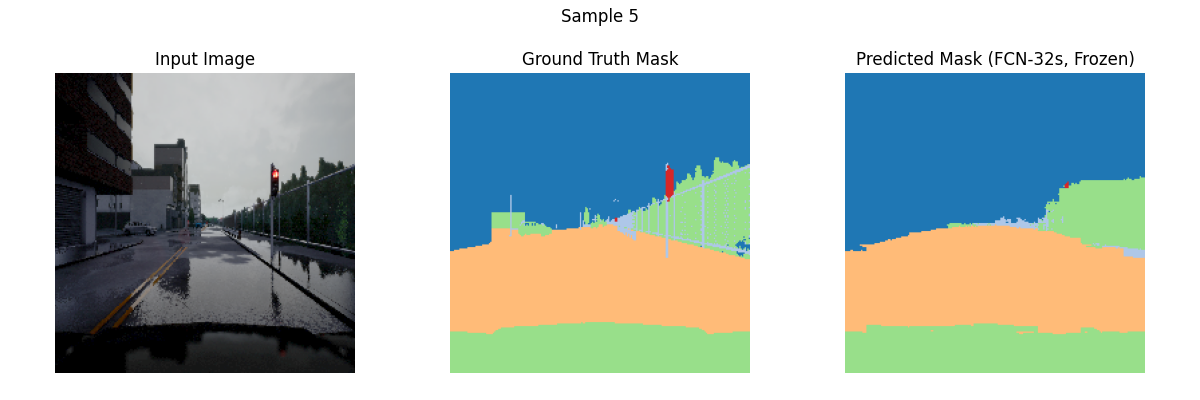 Sample 5
Input Image
Ground Truth Mask
Predicted Mask (FCN-32s, Frozen)